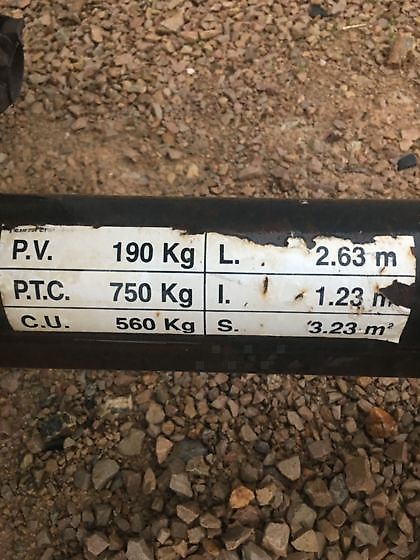 P.V. 190 Kg L. 2.63 m
P.T.C. 750 Kg I. 1.23 m
C.U. 560 Kg S. 3.23 m²